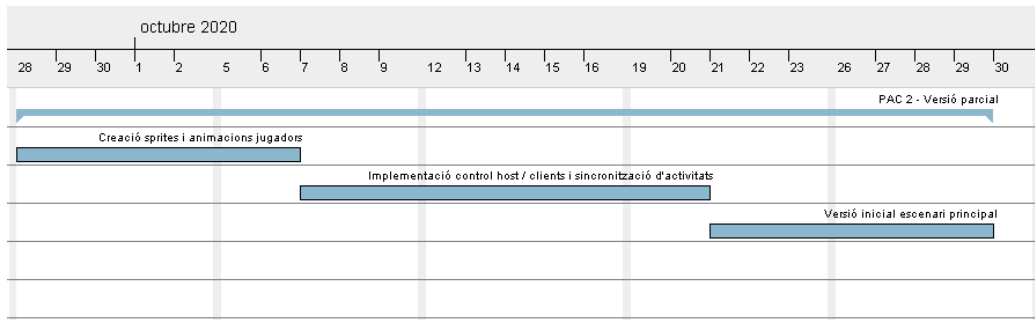 octubre 2020
28 29 30 1 2 5 6 7 8 9 12 13 14 15 16 19 20 21 22 23 26 27 28 29 30
PAC 2 - Versió parcial
Creació sprites i animacions jugadors
Implementació control host / clients i sincronització d'activitats
Versió inicial escenari principal